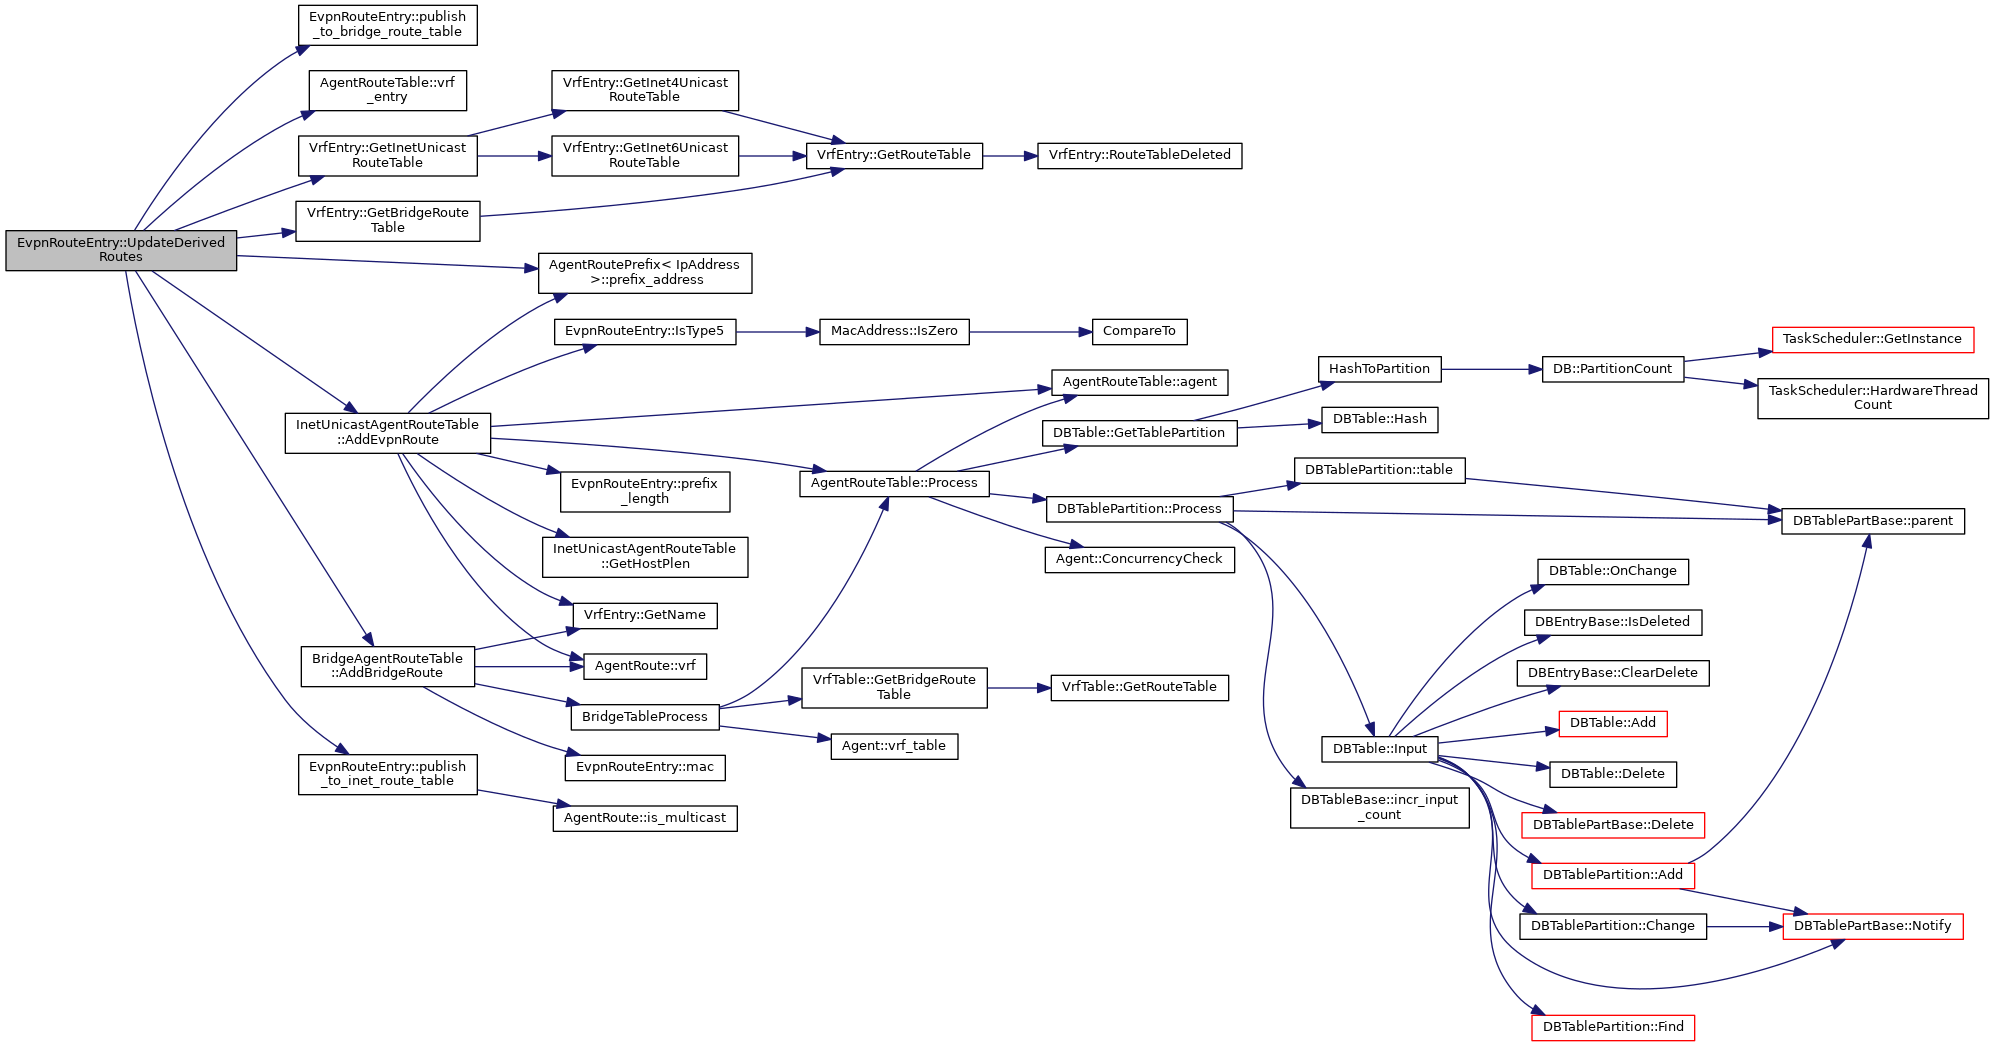 EvpnRouteEntry::UpdateDerived
Routes
EvpnRouteEntry::publish
_to_bridge_route_table
AgentRouteTable::vrf
_entry
VrfEntry::GetInetUnicast
RouteTable
VrfEntry::GetBridgeRoute
Table
InetUnicastAgentRouteTable
::AddEvpnRoute
BridgeAgentRouteTable
::AddBridgeRoute
EvpnRouteEntry::publish
_to_inet_route_table
VrfEntry::GetInet4Unicast
RouteTable
VrfEntry::GetInet6Unicast
RouteTable
AgentRoutePrefix< IpAddress
>::prefix_address
EvpnRouteEntry::IsType5
EvpnRouteEntry::prefix
_length
InetUnicastAgentRouteTable
::GetHostPlen
VrfEntry::GetName
AgentRoute::vrf
BridgeTableProcess
EvpnRouteEntry::mac
AgentRoute::is_multicast
VrfEntry::GetRouteTable
MacAddress::IsZero
AgentRouteTable::Process
VrfTable::GetBridgeRoute
Table
Agent::vrf_table
VrfEntry::RouteTableDeleted
CompareTo
AgentRouteTable::agent
DBTable::GetTablePartition
DBTablePartition::Process
Agent::ConcurrencyCheck
VrfTable::GetRouteTable
HashToPartition
DBTable::Hash
DBTablePartition::table
DBTable::Input
DBTableBase::incr_input
_count
DB::PartitionCount
DBTable::OnChange
DBEntryBase::IsDeleted
DBEntryBase::ClearDelete
DBTable::Add
DBTable::Delete
DBTablePartBase::Delete
DBTablePartition::Add
DBTablePartition::Change
DBTablePartition::Find
TaskScheduler::GetInstance
TaskScheduler::HardwareThread
Count
DBTablePartBase::parent
DBTablePartBase::Notify